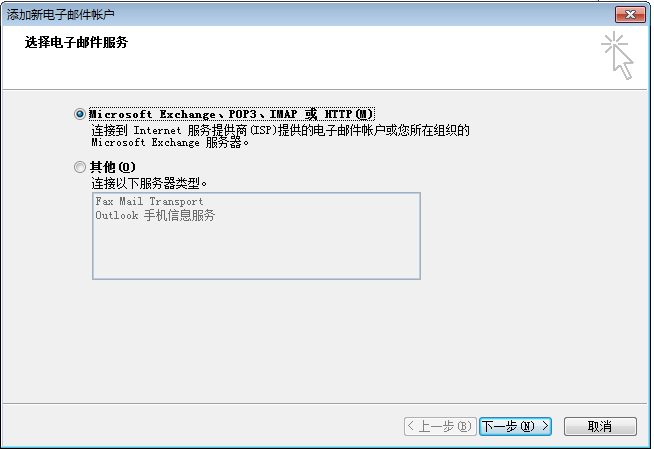 添加新电子邮件帐户
选择电子邮件服务
Microsoft Exchange、POP3、IMAP 或 HTTP(M)
连接到 Internet 服务提供商(ISP)提供的电子邮件帐户或您所在组织的
Microsoft Exchange 服务器。
其他(O)
连接以下服务器类型。
Fax Mail Transport
Outlook 手机信息服务
< 上一步(B)
下一步(N) >
取消